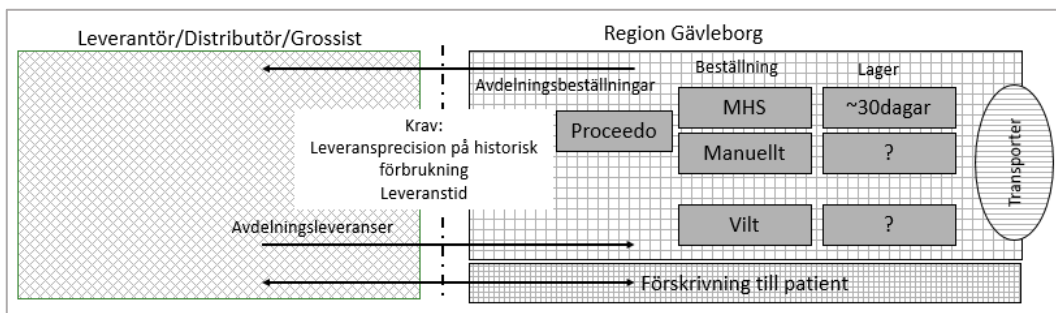 Leverantör/Distributör/Grossist
Region Gävleborg
Avdelningsbeställningar
Beställning
Lager
MHS
~30dagar
Proceedo
Manuellt
?
Krav:
Leveransprecision på historisk
förbrukning
Leveranstid
Vilt
?
Transporter
Avdelningsleveranser
Förskrivning till patient